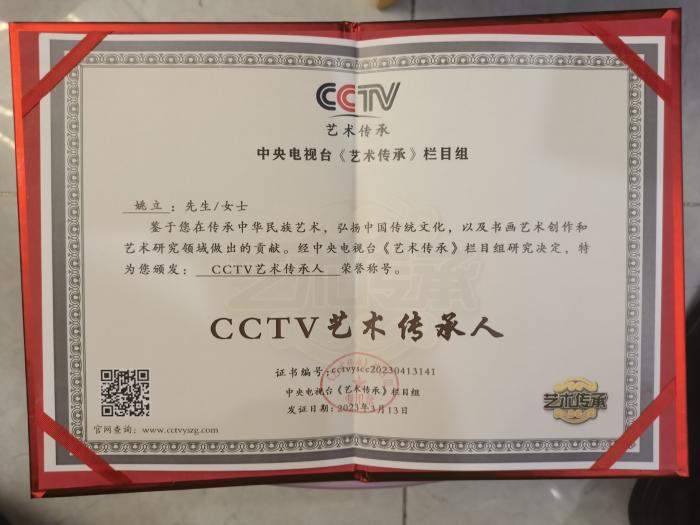 CCTV
艺术传承
中央电视台《艺术传承》栏目组
姚立：先生/女士
鉴于您在传承中华民族艺术，弘扬中国传统文化，以及书画艺术创作和
艺术研究领域做出的贡献。经中央电视台《艺术传承》栏目组研究决定，特
为您颁发：CCTV艺术传承人 荣誉称号。
艺术传承
CCTV艺术传承人
证书编号:cctvyscc20230413141
中央电视台《艺术传承》栏目组
发证日期:2023年3月13日
官网查询：www.cctvyszg.com
艺术传承